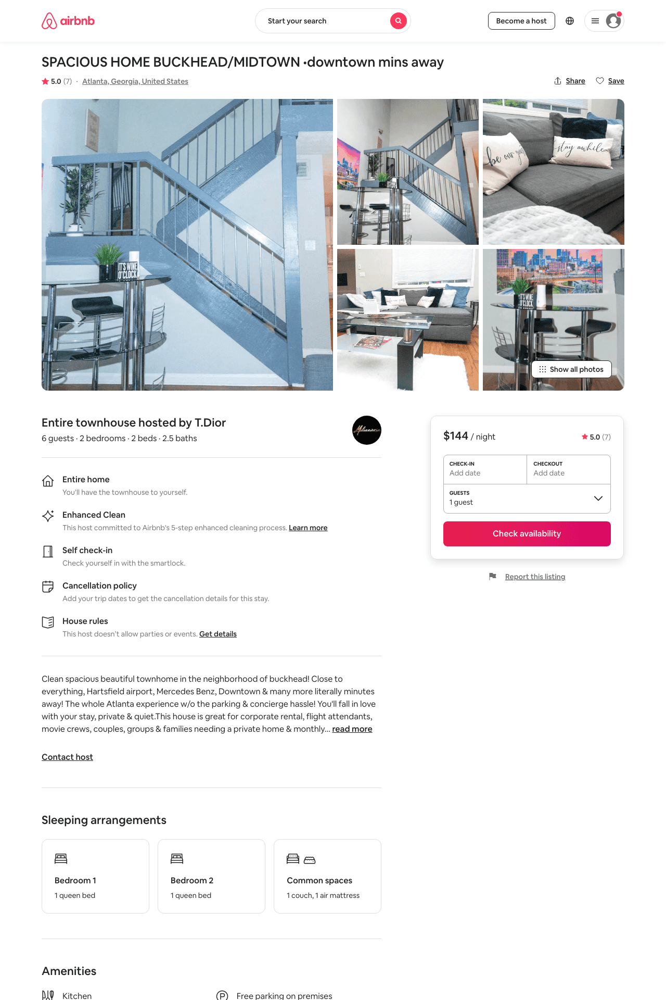 airbnb
Start your search
Become a host
SPACIOUS HOME BUCKHEAD/MIDTOWN •downtown mins away
5.0 (7) · Atlanta, Georgia, United States
Share
Save
IT'S WINE
O'CLOCK
be our guest
stay awhile
IT'S WINE
O'CLOCK
Show all photos
Entire townhouse hosted by T.Dior
6 guests · 2 bedrooms · 2 beds · 2.5 baths
$144 / night
5.0 (7)
CHECK-IN
Add date
CHECKOUT
Add date
GUESTS
1 guest
Check availability
Report this listing
Entire home
You’ll have the townhouse to yourself.
Enhanced Clean
This host committed to Airbnb's 5-step enhanced cleaning process. Learn more
Self check-in
Check yourself in with the smartlock.
Cancellation policy
Add your trip dates to get the cancellation details for this stay.
House rules
This host doesn’t allow parties or events. Get details
Clean spacious beautiful townhome in the neighborhood of buckhead! Close to
everything, Hartsfield airport, Mercedes Benz, Downtown & many more literally minutes
away! The whole Atlanta experience w/o the parking & concierge hassle! You'll fall in love
with your stay, private & quiet.This house is great for corporate rental, flight attendants,
movie crews, couples, groups & families needing a private home & monthly... read more
Contact host
Sleeping arrangements
Bedroom 1
1 queen bed
Bedroom 2
1 queen bed
Common spaces
1 couch, 1 air mattress
Amenities
Kitchen
Free parking on premises